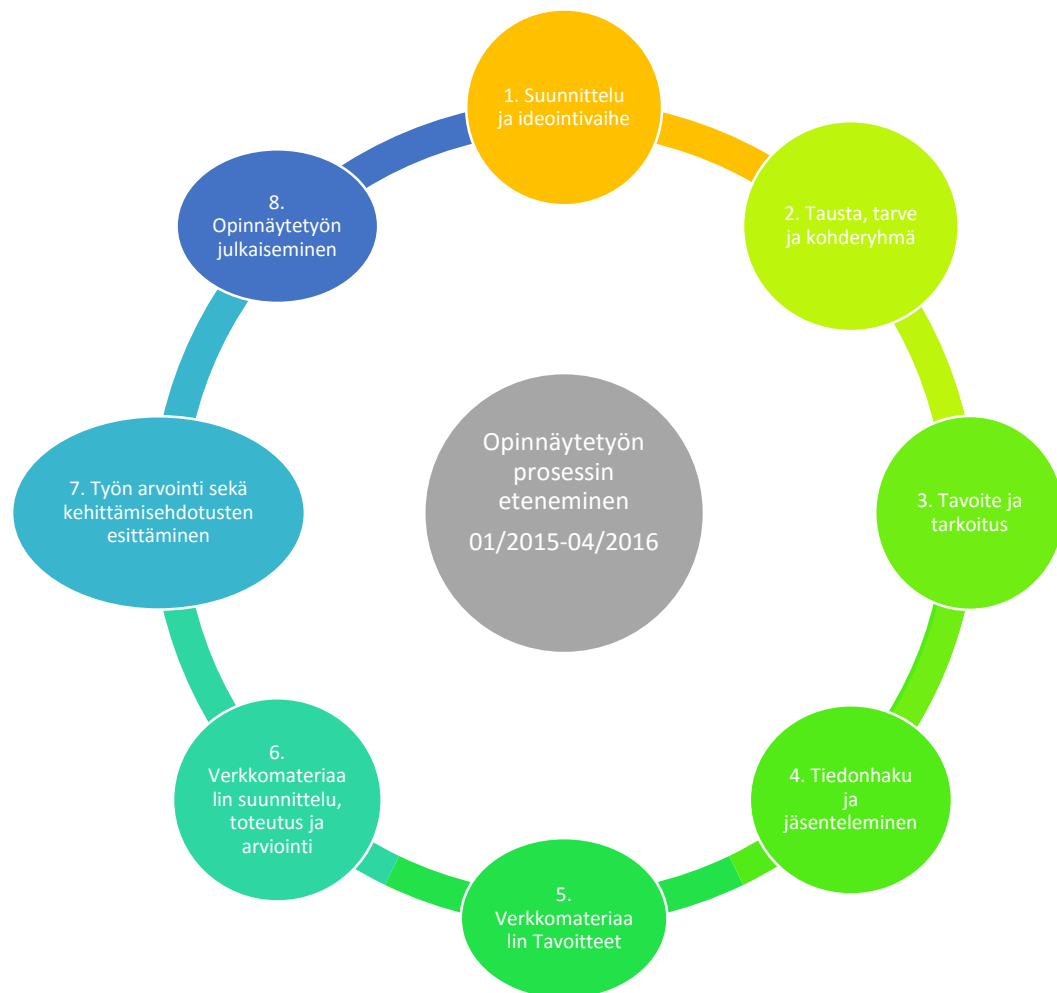 1. Suunnittelu
ja ideointivaihe
2. Tausta, tarve
ja kohderyhmä
3. Tavoite ja
tarkoitus
4. Tiedonhaku
ja
jäsenteleminen
5.
Verkkomateriaa
lin Tavoitteet
6.
Verkkomateriaa
lin suunnittelu,
toteutus ja
arviointi
7. Työn arvointi sekä
kehittämisehdotusten
esittäminen
8.
Opinnäytetyön
julkaiseminen
Opinnäytetyön
prosessin
eteneminen
01/2015-04/2016